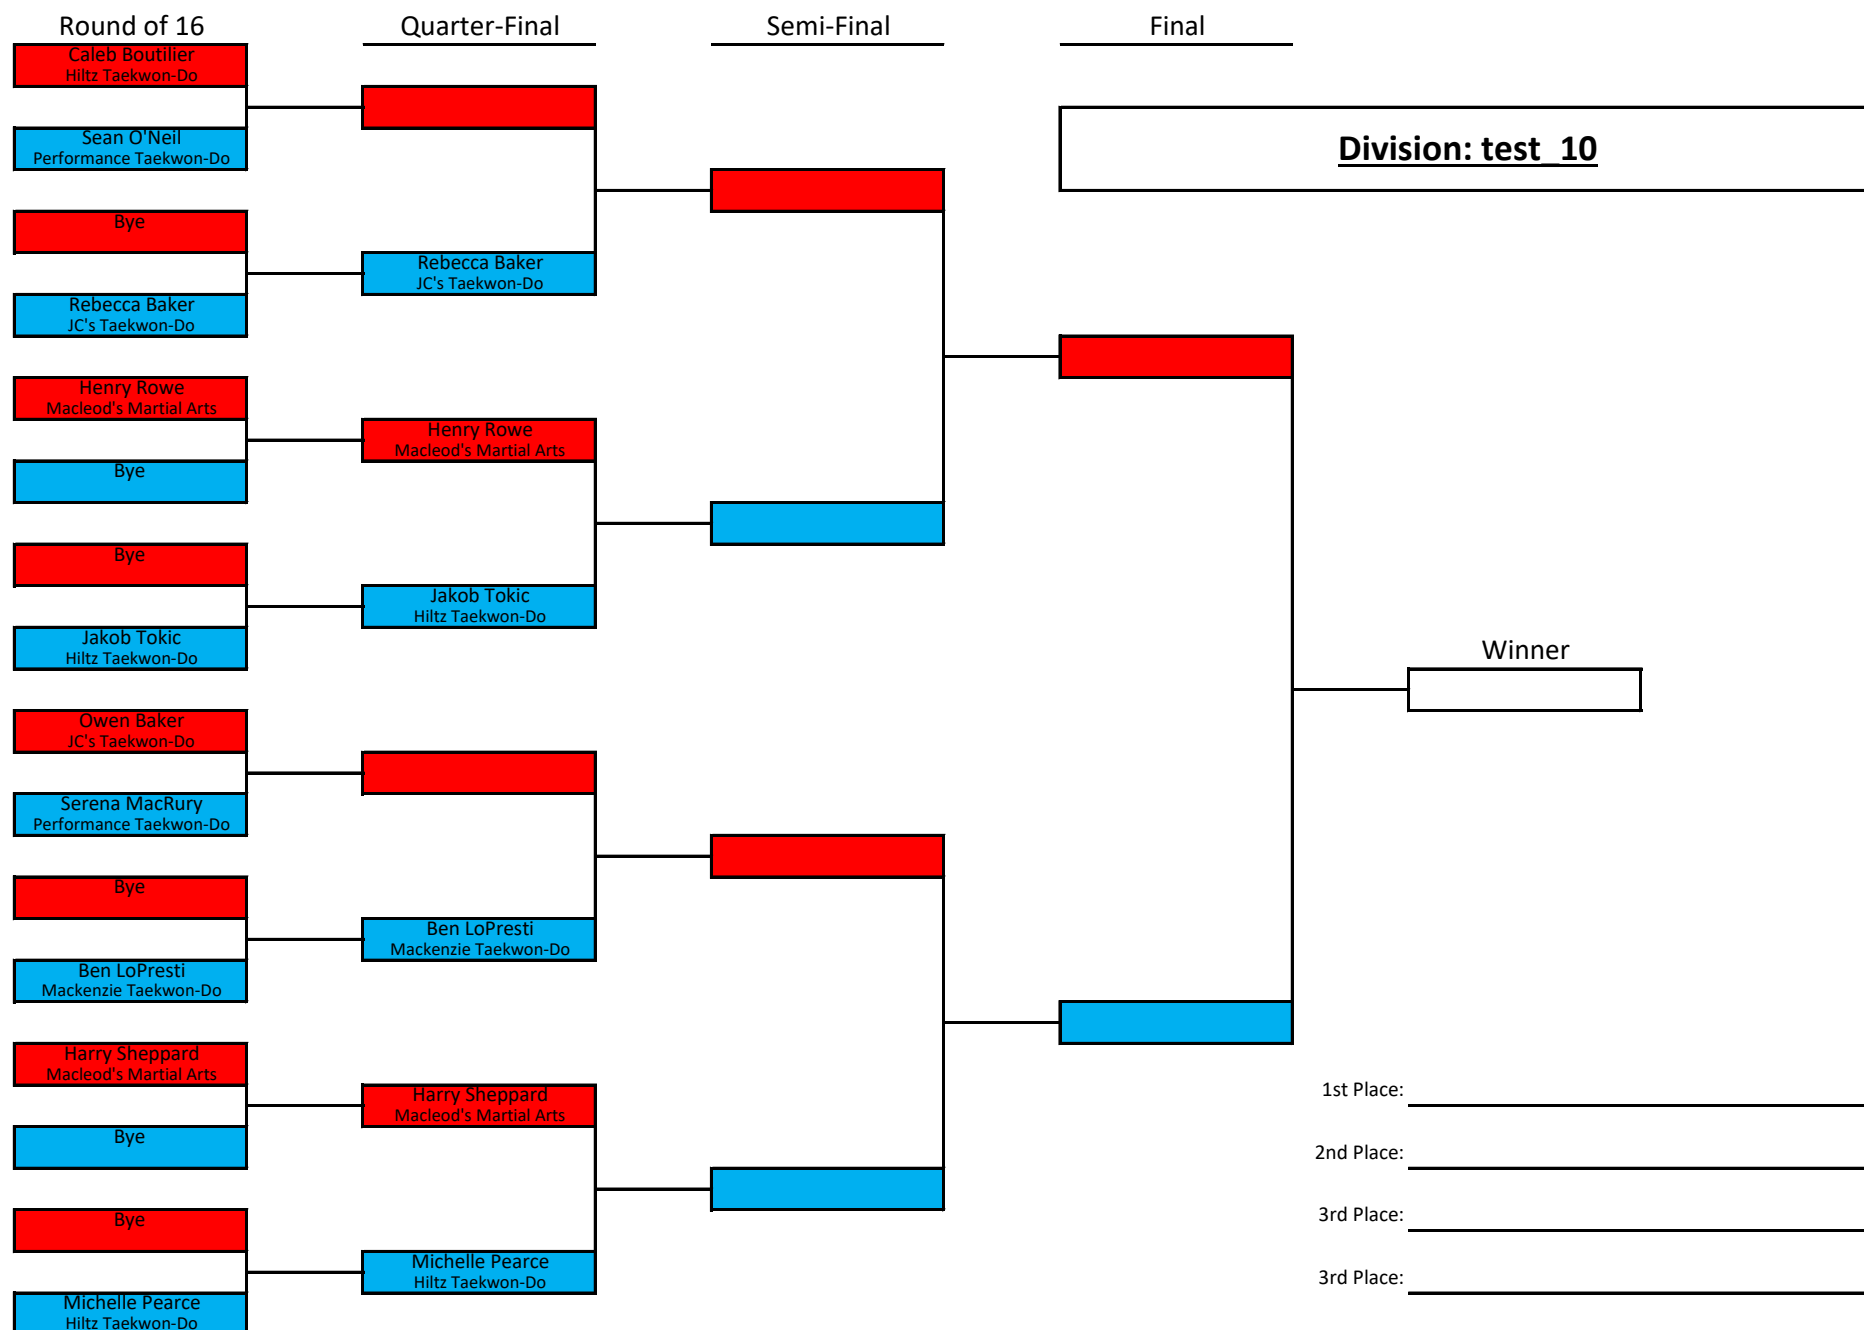 Round of 16
Quarter-Final
Semi-Final
Final
Caleb Boutilier
Hiltz Taekwon-Do
Sean O'Neil
Performance Taekwon-Do
Division: test_10
Bye
Rebecca Baker
JC's Taekwon-Do
Rebecca Baker
JC's Taekwon-Do
Henry Rowe
Macleod's Martial Arts
Henry Rowe
Macleod's Martial Arts
Bye
Bye
Jakob Tokic
Hiltz Taekwon-Do
Jakob Tokic
Hiltz Taekwon-Do
Winner
Owen Baker
JC's Taekwon-Do
Serena MacRury
Performance Taekwon-Do
Bye
Ben LoPresti
Mackenzie Taekwon-Do
Ben LoPresti
Mackenzie Taekwon-Do
Harry Sheppard
Macleod's Martial Arts
Harry Sheppard
Macleod's Martial Arts
1st Place:
Bye
2nd Place:
Bye
3rd Place:
Michelle Pearce
Hiltz Taekwon-Do
3rd Place:
Michelle Pearce
Hiltz Taekwon-Do